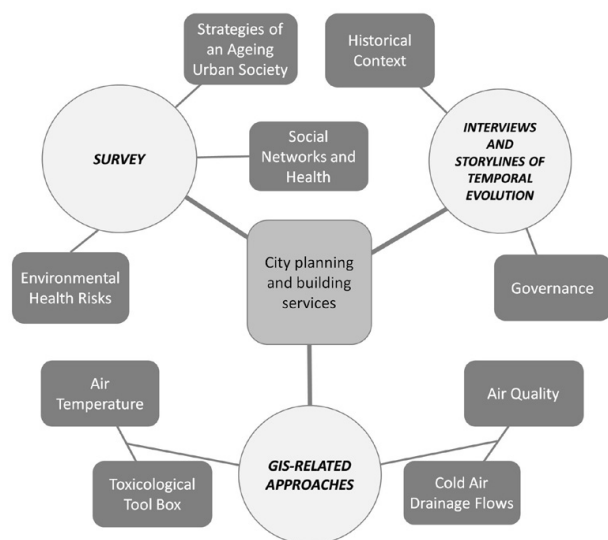 Strategies of
an Ageing
Urban Society
Historical
Context
SURVEY
Social
Networks and
Health
INTERVIEWS
AND
STORYLINES OF
TEMPORAL
EVOLUTION
Environmental
Health Risks
City planning
and building
services
Governance
Air
Temperature
Toxicological
Tool Box
GIS-RELATED
APPROACHES
Air Quality
Cold Air
Drainage Flows